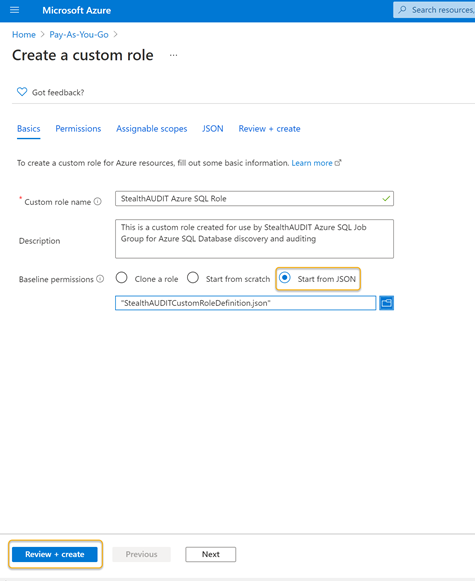 Microsoft Azure
Search resources,
Home > Pay-As-You-Go >
Create a custom role ...
Got feedback?
Basics Permissions Assignable scopes JSON Review + create
To create a custom role for Azure resources, fill out some basic information. Learn more
* Custom role name StealthAUDIT Azure SQL Role
Description
This is a custom role created for use by StealthAUDIT Azure SQL Job
Group for Azure SQL Database discovery and auditing
Baseline permissions Clone a role Start from scratch Start from JSON
"StealthAUDITCustomRoleDefinition.json"
Review + create Previous Next